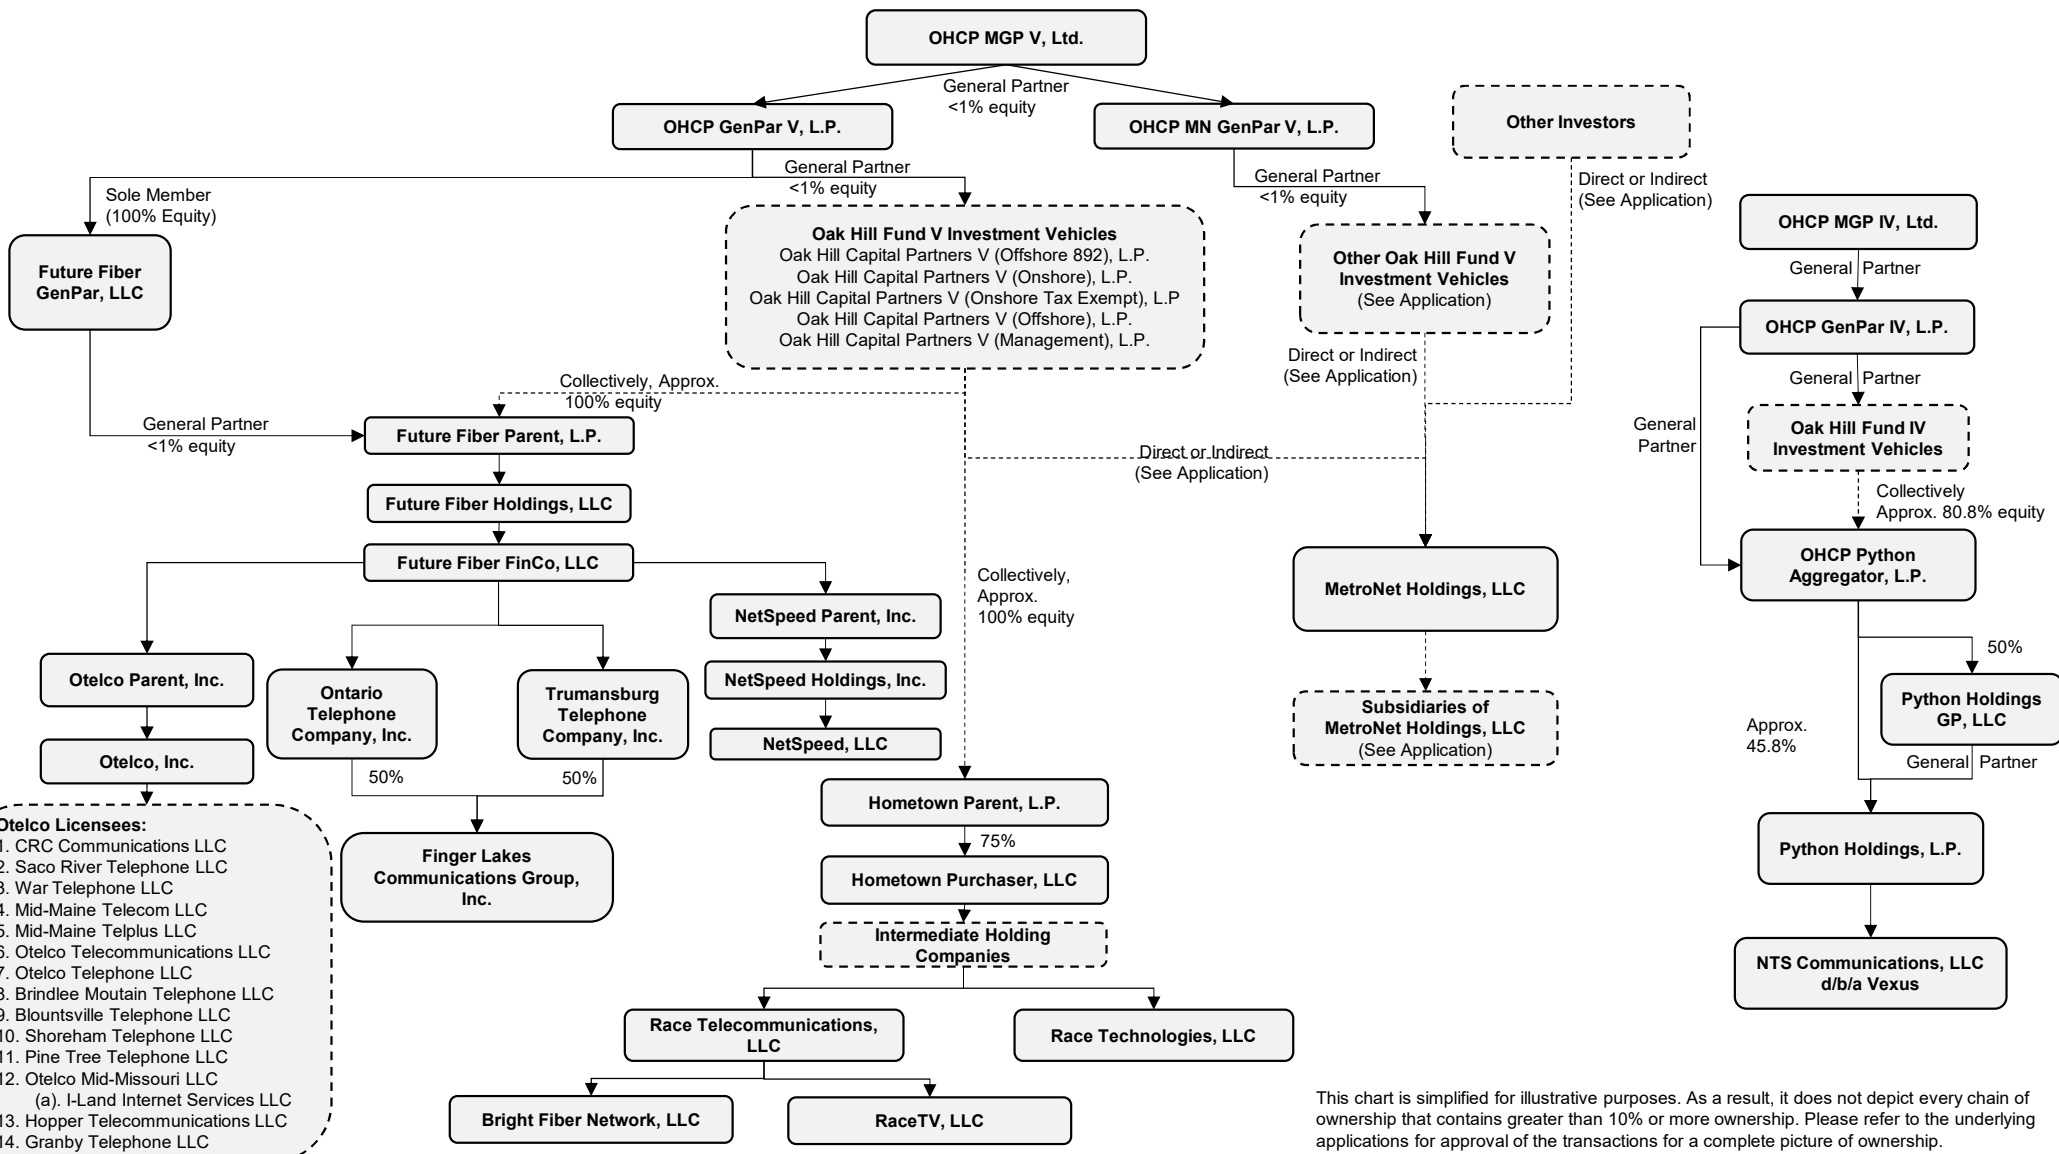 OHCP MGP V, Ltd.
General Partner
<1% equity
OHCP GenPar V, L.P.
OHCP MN GenPar V, L.P.
Other Investors
General Partner
<1% equity
General Partner
<1% equity
Direct or Indirect
(See Application)
Sole Member
(100% Equity)
Future Fiber
GenPar, LLC
Oak Hill Fund V Investment Vehicles
Oak Hill Capital Partners V (Offshore 892), L.P.
Oak Hill Capital Partners V (Onshore), L.P.
Oak Hill Capital Partners V (Onshore Tax Exempt), L.P
Oak Hill Capital Partners V (Offshore), L.P.
Oak Hill Capital Partners V (Management), L.P.
Other Oak Hill Fund V
Investment Vehicles
(See Application)
OHCP MGP IV, Ltd.
General Partner
OHCP GenPar IV, L.P.
Direct or Indirect
(See Application)
General Partner
Collectively, Approx.
100% equity
General Partner
<1% equity
Future Fiber Parent, L.P.
General
Partner
Oak Hill Fund IV
Investment Vehicles
Direct or Indirect
(See Application)
Future Fiber Holdings, LLC
Collectively
Approx. 80.8% equity
Future Fiber FinCo, LLC
OHCP Python
Aggregator, L.P.
Collectively,
Approx.
100% equity
MetroNet Holdings, LLC
NetSpeed Parent, Inc.
50%
Otelco Parent, Inc.
Ontario
Telephone
Company, Inc.
Trumansburg
Telephone
Company, Inc.
NetSpeed Holdings, Inc.
Subsidiaries of
MetroNet Holdings, LLC
(See Application)
Python Holdings
GP, LLC
Approx.
45.8%
NetSpeed, LLC
Otelco, Inc.
General Partner
50%
50%
Hometown Parent, L.P.
75%
Otelco Licensees:
1. CRC Communications LLC
2. Saco River Telephone LLC
3. War Telephone LLC
4. Mid-Maine Telecom LLC
5. Mid-Maine Telplus LLC
6. Otelco Telecommunications LLC
7. Otelco Telephone LLC
8. Brindlee Moutain Telephone LLC
9. Blountsville Telephone LLC
10. Shoreham Telephone LLC
11. Pine Tree Telephone LLC
12. Otelco Mid-Missouri LLC
(a). I-Land Internet Services LLC
13. Hopper Telecommunications LLC
14. Granby Telephone LLC
Finger Lakes
Communications Group,
Inc.
Hometown Purchaser, LLC
Python Holdings, L.P.
Intermediate Holding
Companies
NTS Communications, LLC
d/b/a Vexus
Race Telecommunications,
LLC
Race Technologies, LLC
Bright Fiber Network, LLC
RaceTV, LLC
This chart is simplified for illustrative purposes. As a result, it does not depict every chain of
ownership that contains greater than 10% or more ownership. Please refer to the underlying
applications for approval of the transactions for a complete picture of ownership.